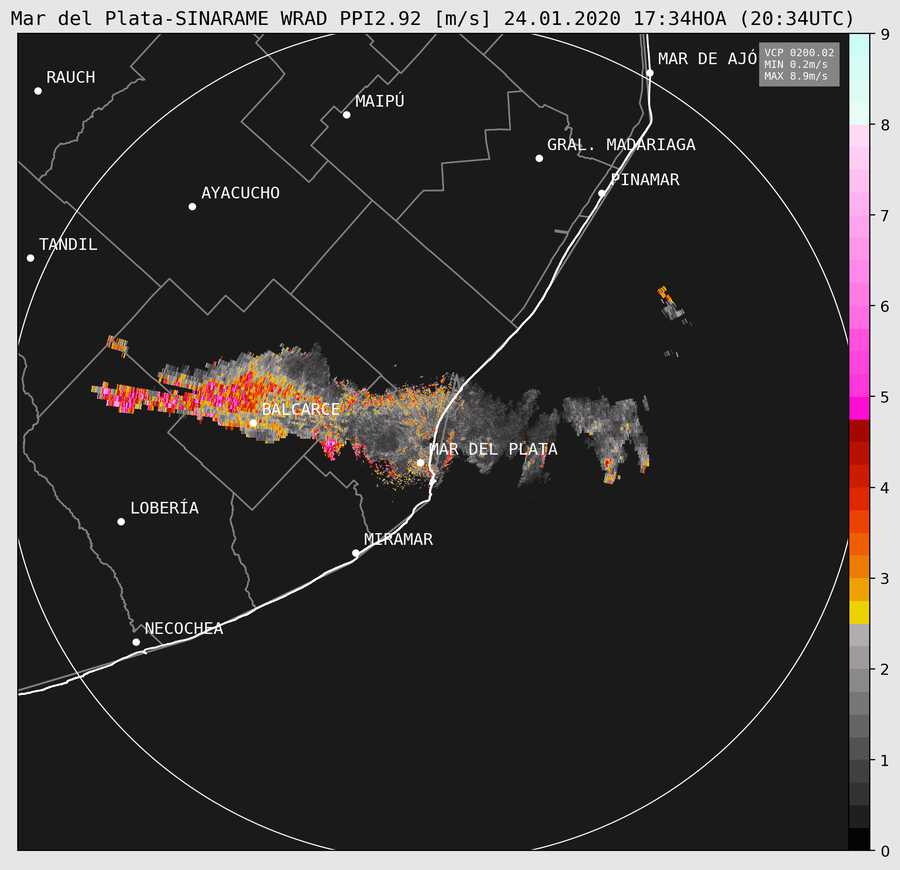 Mar del Plata-SINARAME WRAD PPI2.92 [m/s] 24.01.2020 17:34HOA (20:34UTC)
VCP 0200.02
MIN 0.2m/s
MAX 8.9m/s
MAR DE AJÓ
RAUCH
MAIPÚ
GRAL. MADARIAGA
PINAMAR
AYACUCHO
TANDIL
BALCARCE
MAR DEL PLATA
LOBERÍA
MIRAMAR
NECOCHEA
9
8
7
6
5
4
3
2
1
0